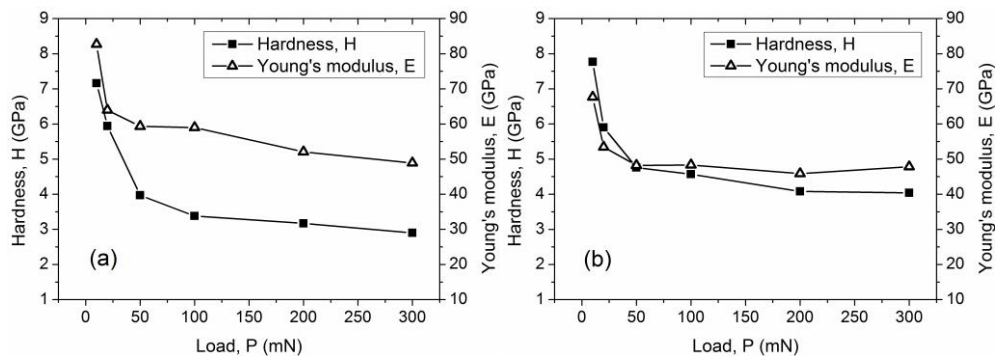 9
8
7
6
5
4
3
2
1
Hardness, H (GPa)
Hardness, H
Young's modulus, E
(a)
90
80
70
60
50
40
30
20
10
Young's modulus, E (GPa)
0 50 100 150 200 250 300
Load, P (mN)
9
8
7
6
5
4
3
2
1
Hardness, H (GPa)
Hardness, H
Young's modulus, E
(b)
90
80
70
60
50
40
30
20
10
Young's modulus, E (GPa)
0 50 100 150 200 250 300
Load, P (mN)